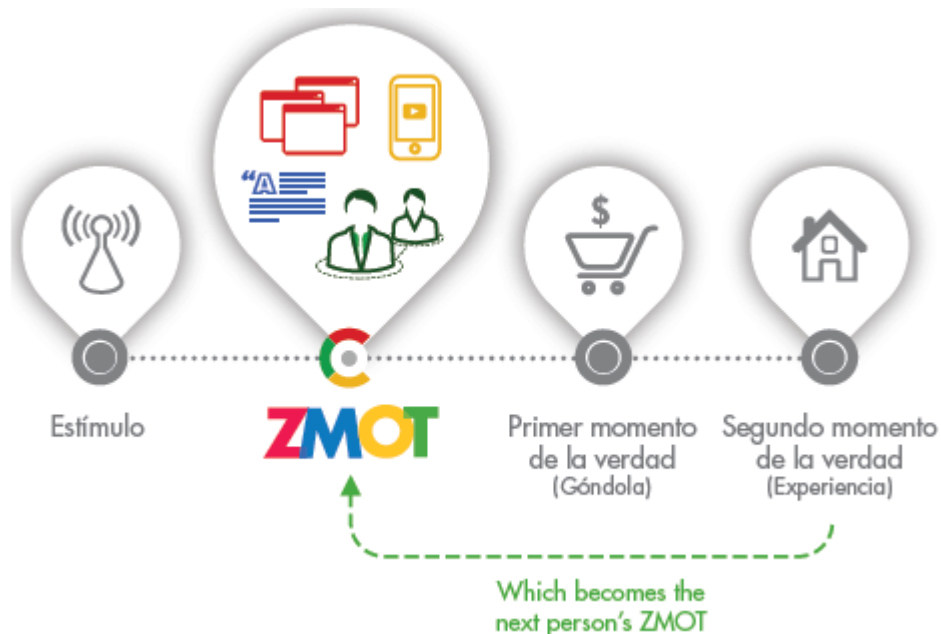 “A
$
Estímulo
ZMOT
Primer momento
de la verdad
(Góndola)
Segundo momento
de la verdad
(Experiencia)
Which becomes the
next person's ZMOT